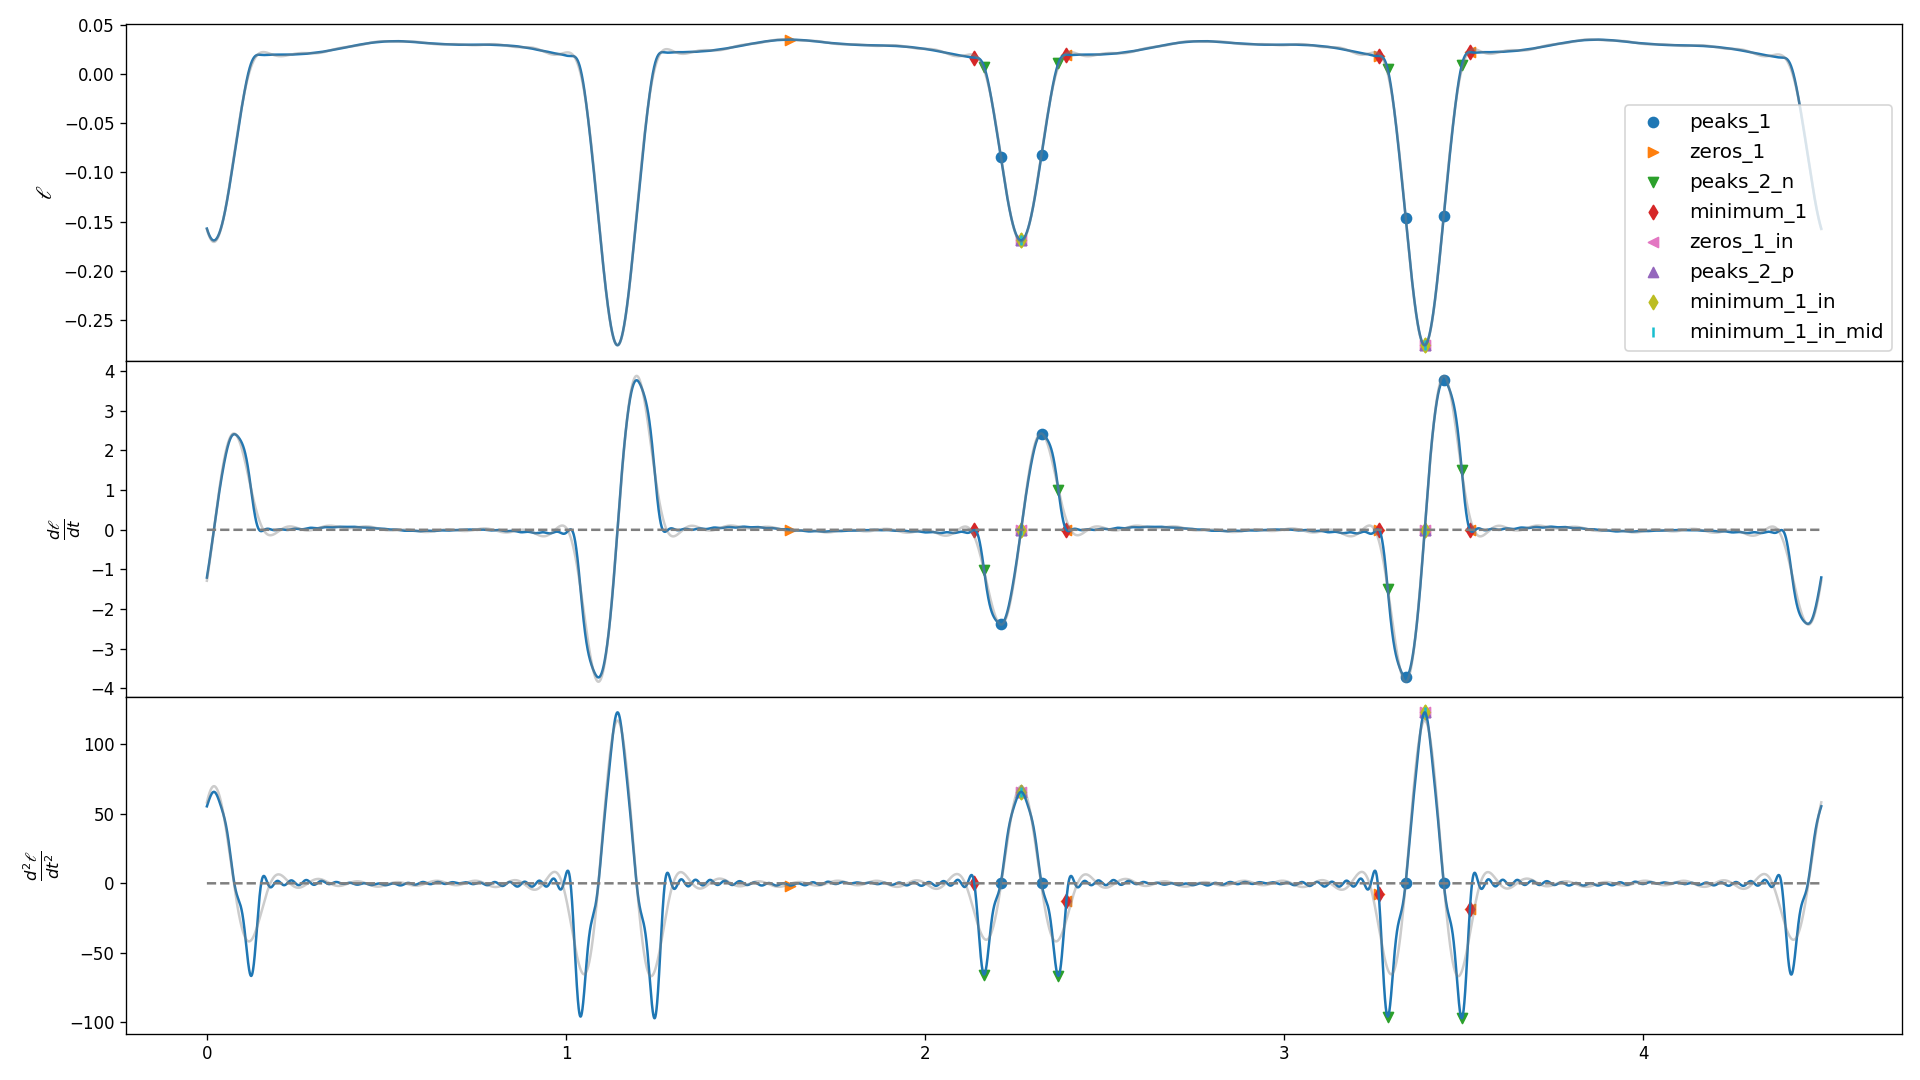 0.05
0.00
−0.05
−0.10
−0.15
−0.20
−0.25
ℓ
peaks_1
zeros_1
peaks_2_n
minimum_1
zeros_1_in
peaks_2_p
minimum_1_in
minimum_1_in_mid
4
3
2
1
0
−1
−2
−3
−4
dℓ
dt
100
50
0
−50
−100
d²ℓ
dt²
0 1 2 3 4